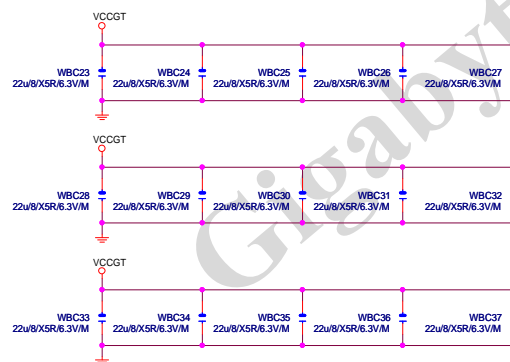 VCCGT
WBC23 WBC24 WBC25 WBC26 WBC27
22u/8/X5R/6.3V/M 22u/8/X5R/6.3V/M 22u/8/X5R/6.3V/M 22u/8/X5R/6.3V/M 22u/8/X5R/6.3V/M
VCCGT
WBC28 WBC29 WBC30 WBC31 WBC32
22u/8/X5R/6.3V/M 22u/8/X5R/6.3V/M 22u/8/X5R/6.3V/M 22u/8/X5R/6.3V/M 22u/8/X5R/6.3V/M
VCCGT
WBC33 WBC34 WBC35 WBC36 WBC37
22u/8/X5R/6.3V/M 22u/8/X5R/6.3V/M 22u/8/X5R/6.3V/M 22u/8/X5R/6.3V/M 22u/8/X5R/6.3V/M
Gigaby